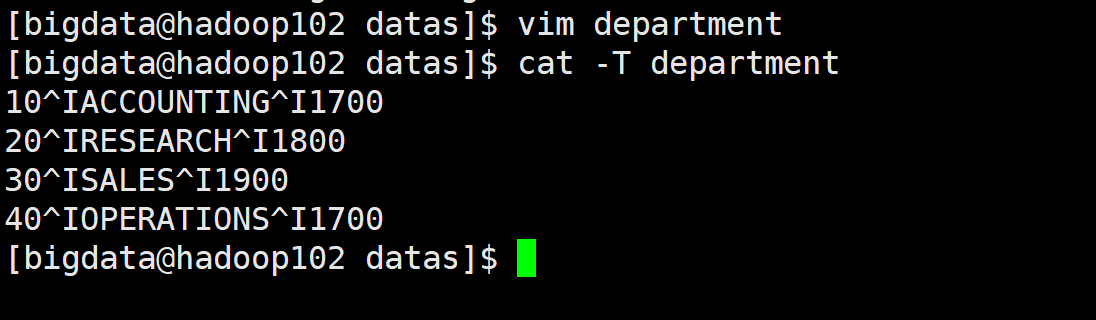 [bigdata@hadoop102 datas]$ vim department
[bigdata@hadoop102 datas]$ cat -T department
10^IACCOUNTING^I1700
20^IRESEARCH^I1800
30^ISALES^I1900
40^IOPERATIONS^I1700
[bigdata@hadoop102 datas]$